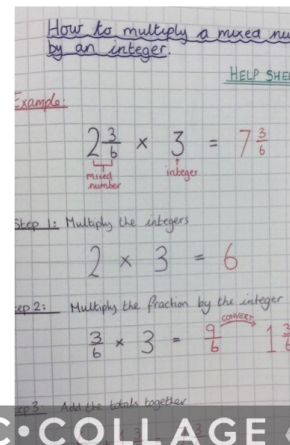 How to multiply a mixed nu
by an integer.
HELP SHE
Example:
2 3/6 × 3 = 7 3/6
mixed number
integer
Step 1: Multiply the integers
2 × 3 = 6
ep 2: Multiply the fraction by the integer
3/6 × 3 = 9/6 CONVERT 1 3/6
ep 3: Add the totals together
C•COLLAGE